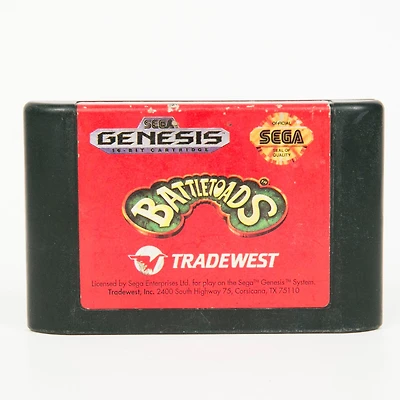 SEGA
GENESIS
16-BIT CARTRIDGE
OFFICIAL
SEGA
SEAL OF
QUALITY
BATTLETOADS
TRADEWEST
Licensed by Sega Enterprises Ltd. for play on the Sega™ Genesis™ System.
Tradewest, Inc. 2400 South Highway 75, Corsicana, TX 75110